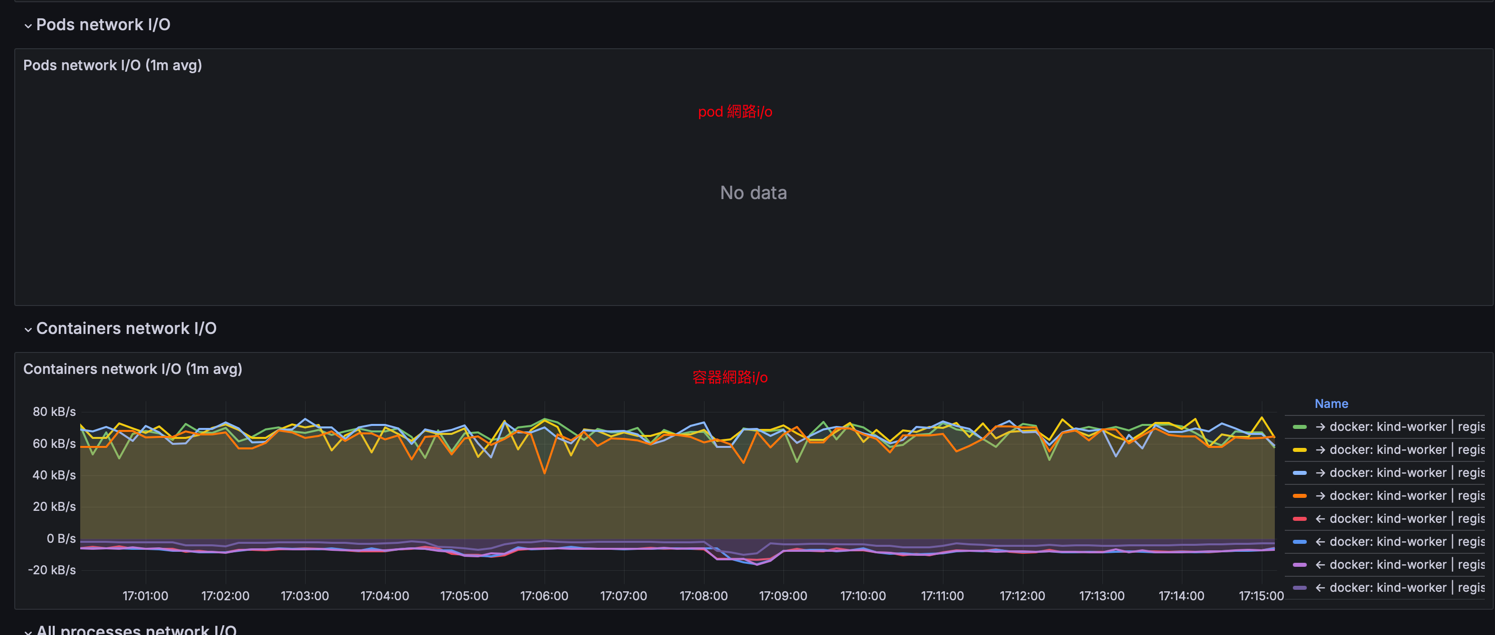 Pods network I/O
Pods network I/O (1m avg)
pod 網路i/o
No data
Containers network I/O
Containers network I/O (1m avg)
容器網路i/o
Name
80 kB/s
60 kB/s
40 kB/s
20 kB/s
0 B/s
-20 kB/s
→ docker: kind-worker | regis
→ docker: kind-worker | regis
→ docker: kind-worker | regis
→ docker: kind-worker | regis
← docker: kind-worker | regis
← docker: kind-worker | regis
← docker: kind-worker | regis
← docker: kind-worker | regis
17:01:00 17:02:00 17:03:00 17:04:00 17:05:00 17:06:00 17:07:00 17:08:00 17:09:00 17:10:00 17:11:00 17:12:00 17:13:00 17:14:00 17:15:00
All processes network I/O